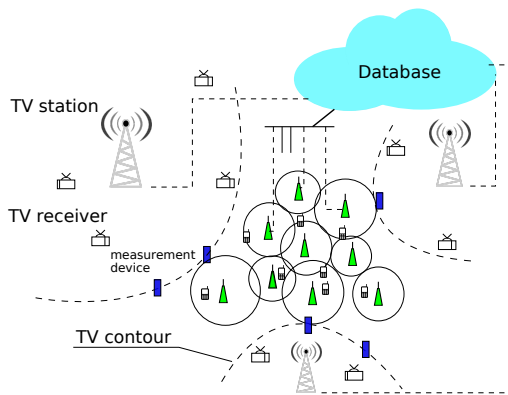 Database
TV station
TV receiver
measurement
device
TV contour